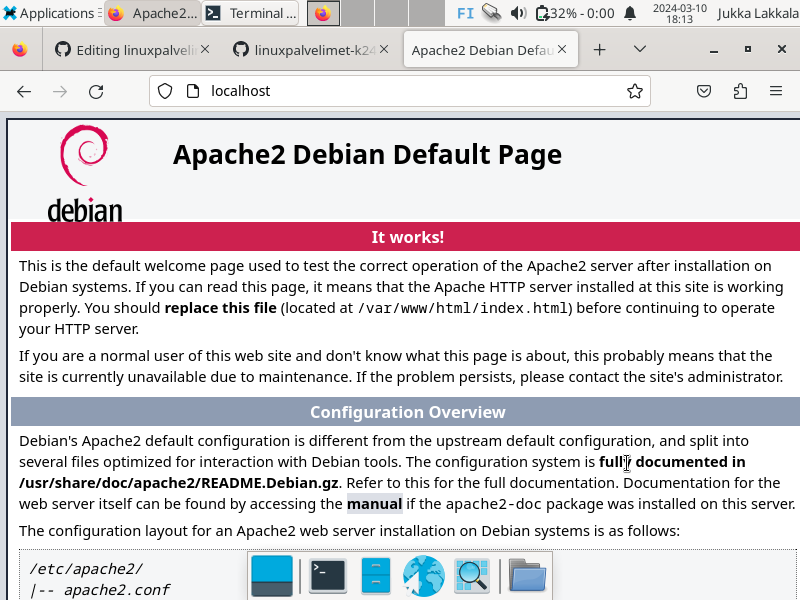 Applications
Apache2...
Terminal ...
FI
32% - 0:00
2024-03-10
18:13
Jukka Lakkala
Editing linuxpalveli
linuxpalvelimet-k24
Apache2 Debian Defau
localhost
debian
Apache2 Debian Default Page
It works!
This is the default welcome page used to test the correct operation of the Apache2 server after installation on
Debian systems. If you can read this page, it means that the Apache HTTP server installed at this site is working
properly. You should replace this file (located at /var/www/html/index.html) before continuing to operate
your HTTP server.
If you are a normal user of this web site and don't know what this page is about, this probably means that the
site is currently unavailable due to maintenance. If the problem persists, please contact the site's administrator.
Configuration Overview
Debian's Apache2 default configuration is different from the upstream default configuration, and split into
several files optimized for interaction with Debian tools. The configuration system is fully documented in
/usr/share/doc/apache2/README.Debian.gz. Refer to this for the full documentation. Documentation for the
web server itself can be found by accessing the manual if the apache2-doc package was installed on this server.
The configuration layout for an Apache2 web server installation on Debian systems is as follows:
/etc/apache2/
|-- apache2.conf